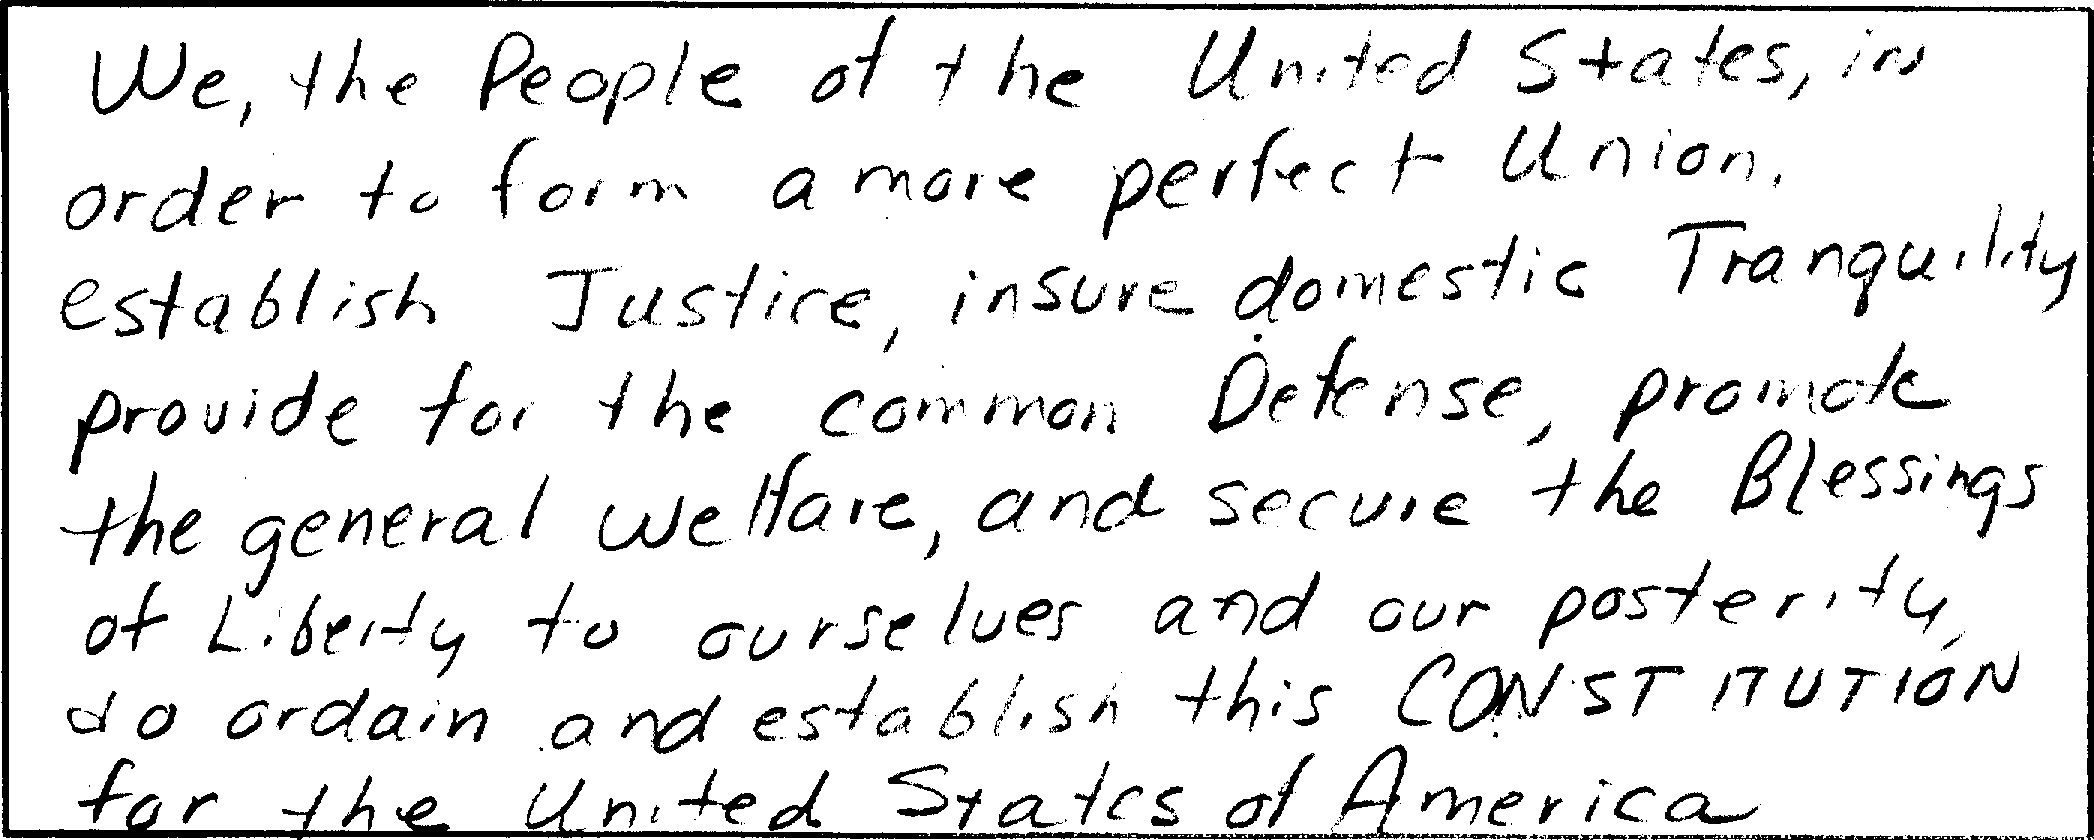 We, the People of the United States, in
order to form a more perfect Union,
establish Justice, insure domestic Tranquility
provide for the common Defense, promote
the general welfare, and secure the Blessings
of Liberty to ourselves and our posterity,
do ordain and establish this CONSTITUTION
for the United States of America